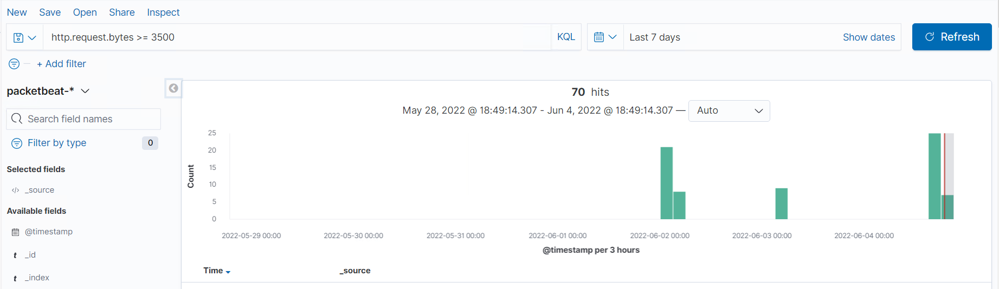 New Save Open Share Inspect
http.request.bytes >= 3500 KQL Last 7 days Show dates Refresh
+ Add filter
packetbeat-*
70 hits
May 28, 2022 @ 18:49:14.307 - Jun 4, 2022 @ 18:49:14.307 — Auto
Search field names
Filter by type 0
Selected fields
_source
Available fields
@timestamp
_id
_index
25
20
15
10
5
0
Count
2022-05-29 00:00 2022-05-30 00:00 2022-05-31 00:00 2022-06-01 00:00 2022-06-02 00:00 2022-06-03 00:00 2022-06-04 00:00
@timestamp per 3 hours
Time _source